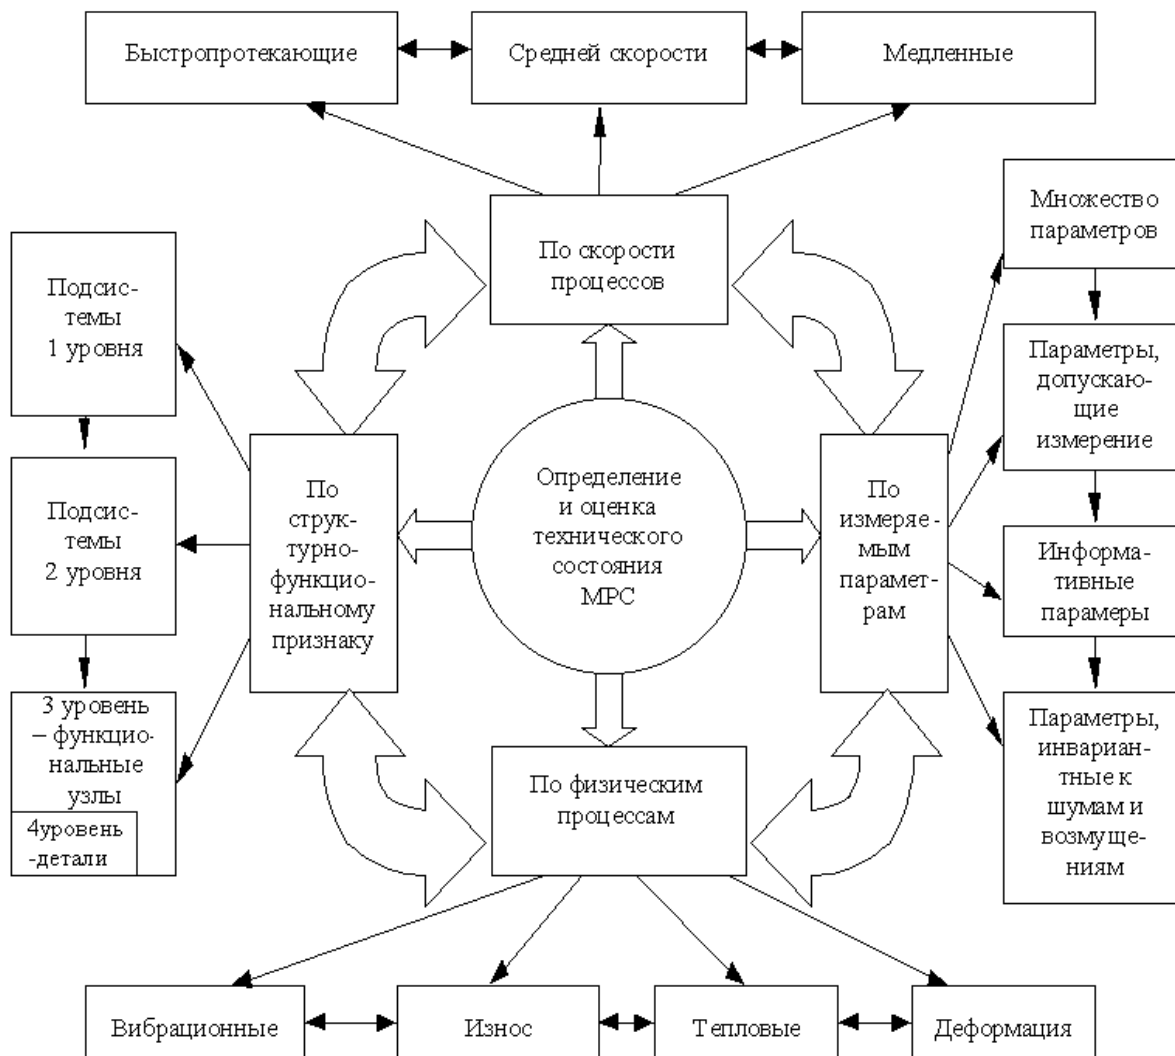 Быстропротекающие
Средней скорости
Медленные
По скорости
процессов
Множество
параметров
Подсис-
темы
1 уровня
Параметры,
допускаю-
щие
измерение
Подсис-
темы
2 уровня
По
струк-
турно-
функцио-
нальному
признаку
Определение
и оценка
технического
состояния
МРС
По
измеряе-
мым
парамет-
рам
Информа-
тивные
парамеры
3 уровень
– функцио-
нальные
узлы
4уровень
-детали
По физическим
процессам
Параметры,
инвариант-
ные к
шумам и
возмуще-
ниям
Вибрационные
Износ
Тепловые
Деформация